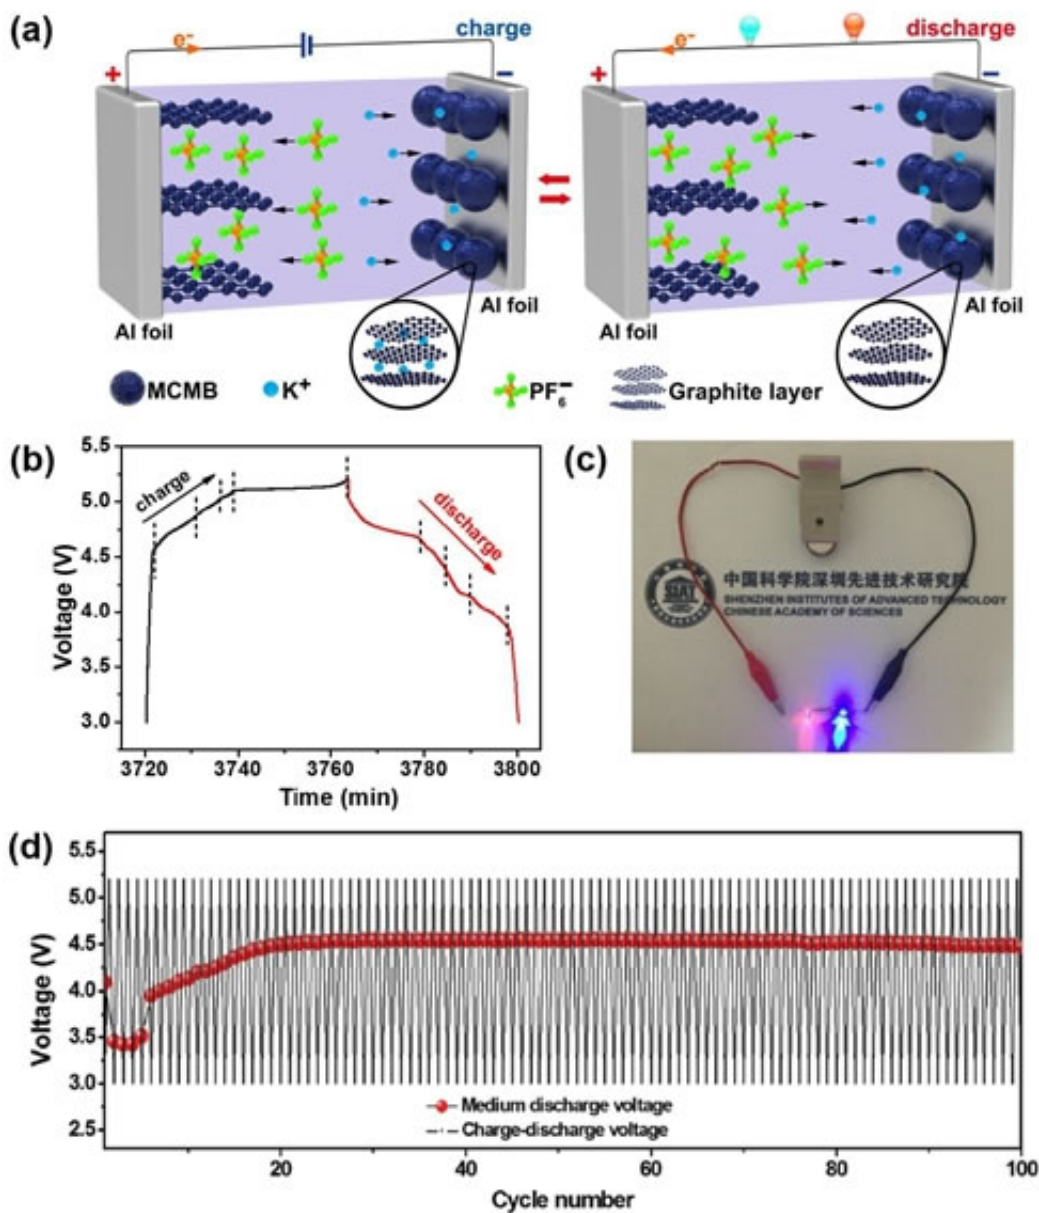 (a)
e⁻
charge
e⁻
discharge
+
−
+
−
Al foil
Al foil
Al foil
Al foil
MCMB
K⁺
PF₆⁻
Graphite layer
(b)
5.5
5.0
4.5
4.0
3.5
3.0
Voltage (V)
charge
discharge
3720
3740
3760
3780
3800
Time (min)
(c)
SIAT
中国科学院深圳先进技术研究院
SHENZHEN INSTITUTES OF ADVANCED TECHNOLOGY
CHINESE ACADEMY OF SCIENCES
(d)
5.5
5.0
4.5
4.0
3.5
3.0
2.5
Voltage (V)
Medium discharge voltage
Charge-discharge voltage
20
40
60
80
100
Cycle number